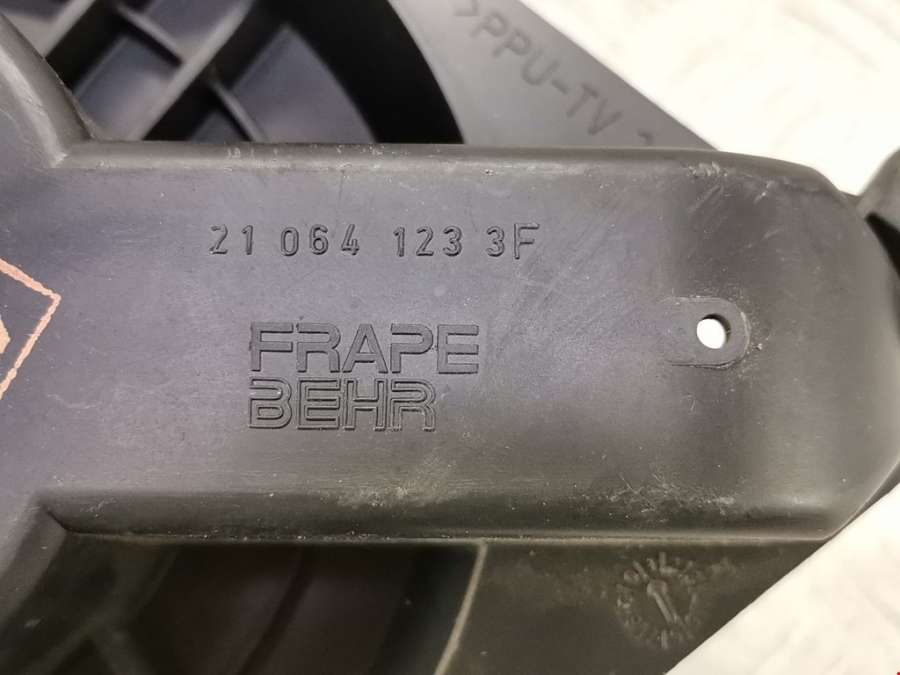 >PPU-TV
21 064 123 3F
FRAPE
BEHR